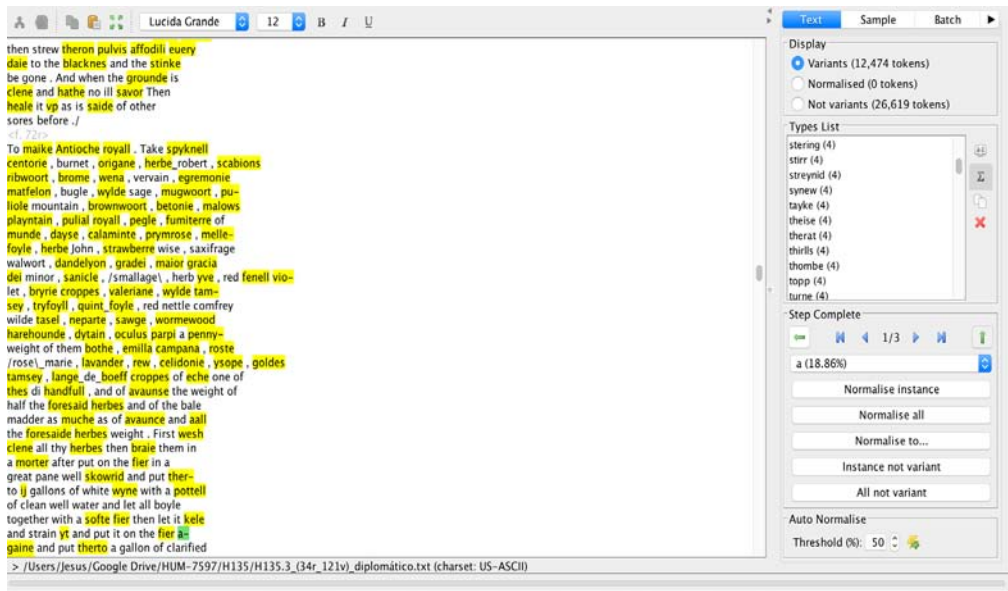 Lucida Grande 12 B I U
then strew theron pulvis affodili euery
daie to the blacknes and the stinke
be gone . And when the grounde is
clene and hathe no ill savor Then
heale it vp as is saide of other
sores before ./
<f. 72r>
To maike Antioche royall . Take spyknell
centorie , burnet , origane , herbe_robert , scabions
ribwoort , brome , wena , vervain , egremonie
matfelon , bugle , wylde sage , mugwoort , pu-
liole mountain , brownwoort , betonie , malows
playntain , pulial royall , pegle , fumiterre of
munde , dayse , calaminte , prymrose , melle-
foyle , herbe John , strawberre wise , saxifrage
walwort , dandelyon , gradei , maior gracia
dei minor , sanicle , /smallage\ , herb yve , red fenell vio-
let , bryrie croppes , valeriane , wylde tam-
sey , tryfoyll , quint_foyle , red nettle comfrey
wilde tasel , neparte , sawge , wormewood
harehounde , dytain , oculus parpi a penny-
weight of them bothe , emilla campana , roste
/rose\_marie , lavander , rew , celidonie , ysope , goldes
tamsey , lange_de_boeff croppes of eche one of
thes di handfull , and of avaunse the weight of
half the foresaid herbes and of the bale
madder as muche as of avaunce and aall
the foresaide herbes weight . First wesh
clene all thy herbes then braie them in
a morter after put on the fier in a
great pane well skowrid and put ther-
to ij gallons of white wyne with a pottell
of clean well water and let all boyle
together with a softe fier then let it kele
and strain yt and put it on the fier a-
gaine and put therto a gallon of clarified
> /Users/Jesus/Google Drive/HUM-7597/H135/H135.3_(34r_121v)_diplomático.txt (charset: US-ASCII)
Text Sample Batch
Display
Variants (12,474 tokens)
Normalised (0 tokens)
Not variants (26,619 tokens)
Types List
stering (4)
stirr (4)
streynid (4)
synew (4)
tayke (4)
theise (4)
therat (4)
thirlls (4)
thombe (4)
topp (4)
turne (4)
Step Complete
1/3
a (18.86%)
Normalise instance
Normalise all
Normalise to...
Instance not variant
All not variant
Auto Normalise
Threshold (%): 50